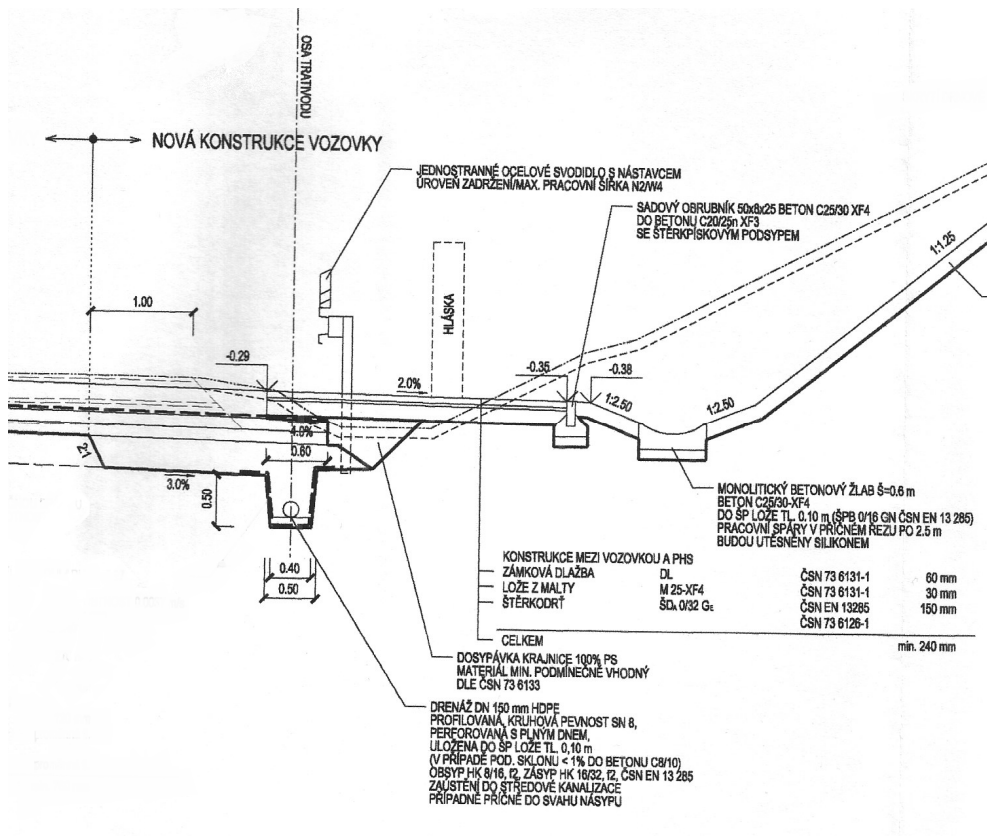 OSA TRATIVODU
NOVÁ KONSTRUKCE VOZOVKY
JEDNOSTRANNÉ OCELOVÉ SVODIDLO S NÁSTAVCEM
ÚROVEŇ ZADRŽENÍ/MAX. PRACOVNÍ ŠÍŘKA N2/W4
SADOVÝ OBRUBNÍK 50x8x25 BETON C25/30 XF4
DO BETONU C20/25n XF3
SE ŠTĚRKPÍSKOVÝM PODSYPEM
1:1.25
1.00
HLÁSKA
-0.29
2.0%
-0.35
-0.38
1:2.50
1:2.50
4.0%
0.60
2:1
3.0%
0.50
0.40
0.50
MONOLITICKÝ BETONOVÝ ŽLAB Š=0.6 m
BETON C25/30-XF4
DO ŠP LOŽE TL. 0.10 m (ŠPB 0/16 GN ČSN EN 13 285)
PRACOVNÍ SPÁRY V PŘÍČNÉM ŘEZU PO 2.5 m
BUDOU UTĚSNĚNY SILIKONEM
KONSTRUKCE MEZI VOZOVKOU A PHS
ZÁMKOVÁ DLAŽBA DL ČSN 73 6131-1 60 mm
LOŽE Z MALTY M 25-XF4 ČSN 73 6131-1 30 mm
ŠTĚRKODRŤ ŠDA 0/32 GE ČSN EN 13285 150 mm
ČSN 73 6126-1
CELKEM min. 240 mm
DOSYPÁVKA KRAJNICE 100% PS
MATERIÁL MIN. PODMÍNEČNĚ VHODNÝ
DLE ČSN 73 6133
DRENÁŽ DN 150 mm HDPE
PROFILOVANÁ, KRUHOVÁ PEVNOST SN 8,
PERFOROVANÁ S PLNÝM DNEM,
ULOŽENA DO ŠP LOŽE TL. 0,10 m
(V PŘÍPADĚ POD. SKLONU < 1% DO BETONU C8/10)
OBSYP HK 8/16, f2, ZÁSYP HK 16/32, f2, ČSN EN 13 285
ZAÚSTĚNÍ DO STŘEDOVÉ KANALIZACE
PŘÍPADNĚ PŘÍČNĚ DO SVAHU NÁSYPU